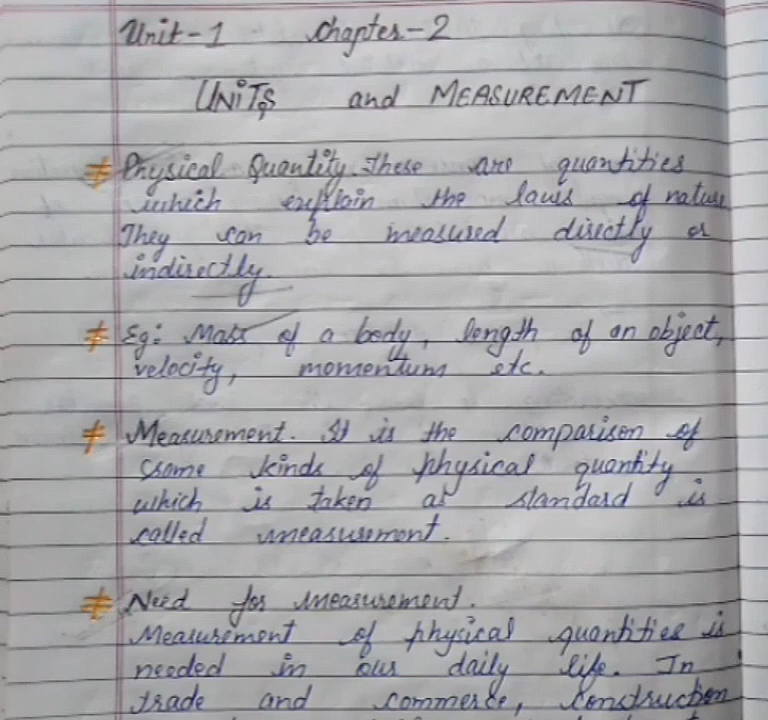 Unit-1 Chapter-2
UNITS and MEASUREMENT
Physical Quantity These are quantities
which explain the laws of nature
They can be measured directly or
indirectly.
Eg: Mass of a body, length of an object,
velocity, momentum etc.
Measurement. It is the comparison of
same kinds of physical quantity
which is taken as standard is
called measurement.
Need for measurement.
Measurement of physical quantities is
needed in our daily life. In
trade and commerce, construction